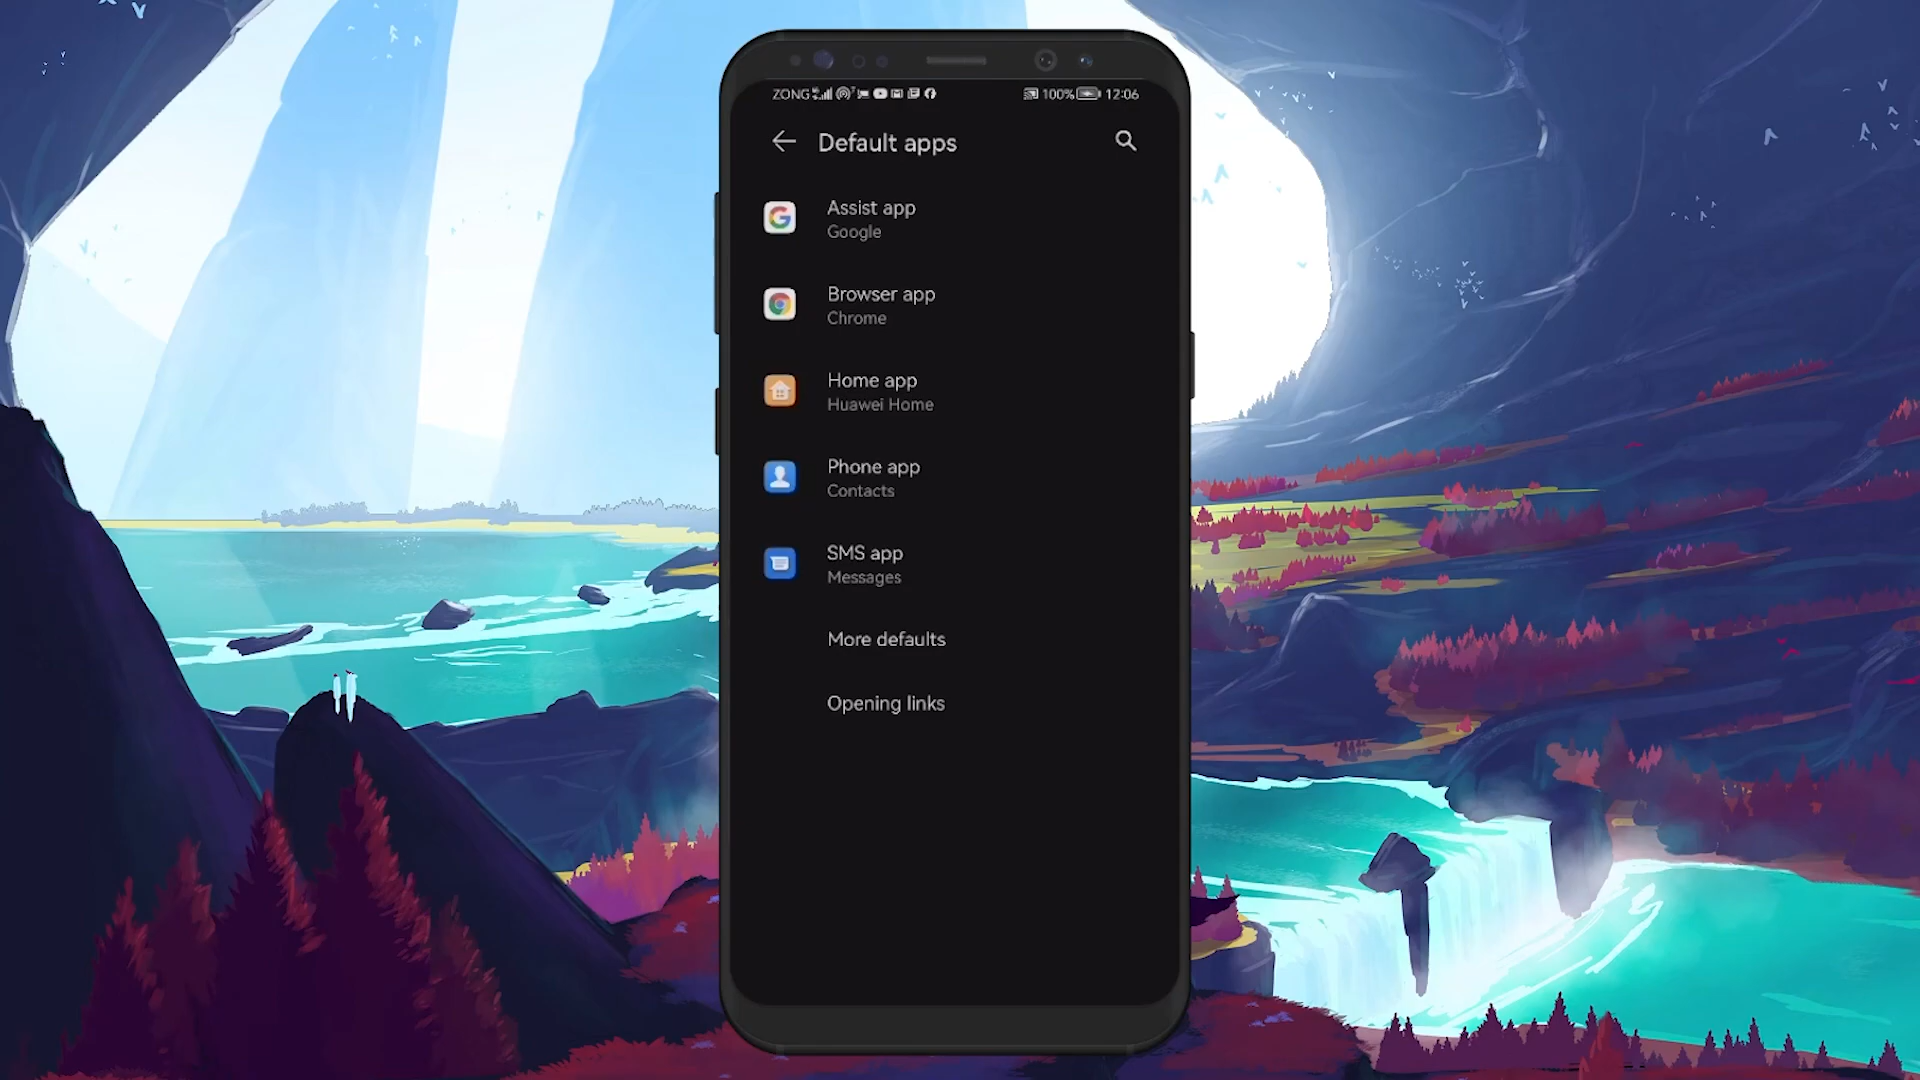 ZONG 100% 12:06
Default apps
Assist app
Google
Browser app
Chrome
Home app
Huawei Home
Phone app
Contacts
SMS app
Messages
More defaults
Opening links